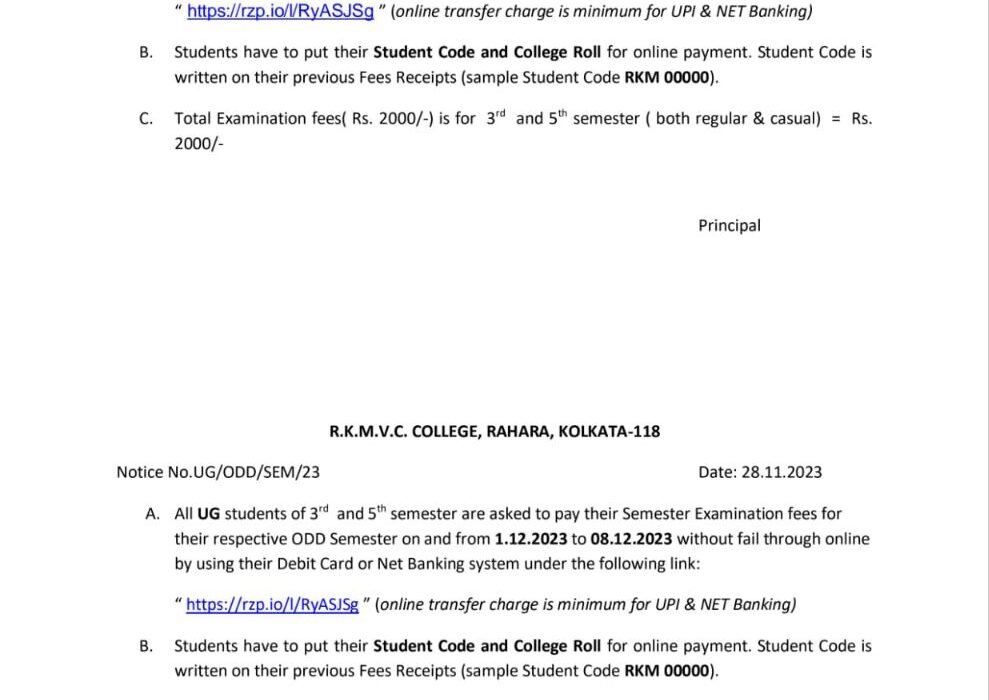 “ https://rzp.io/l/RyASJSg ” (online transfer charge is minimum for UPI & NET Banking)
B. Students have to put their Student Code and College Roll for online payment. Student Code is
written on their previous Fees Receipts (sample Student Code RKM 00000).
C. Total Examination fees( Rs. 2000/-) is for 3rd and 5th semester ( both regular & casual) = Rs.
2000/-
Principal
R.K.M.V.C. COLLEGE, RAHARA, KOLKATA-118
Notice No.UG/ODD/SEM/23 Date: 28.11.2023
A. All UG students of 3rd and 5th semester are asked to pay their Semester Examination fees for
their respective ODD Semester on and from 1.12.2023 to 08.12.2023 without fail through online
by using their Debit Card or Net Banking system under the following link:
“ https://rzp.io/l/RyASJSg ” (online transfer charge is minimum for UPI & NET Banking)
B. Students have to put their Student Code and College Roll for online payment. Student Code is
written on their previous Fees Receipts (sample Student Code RKM 00000).